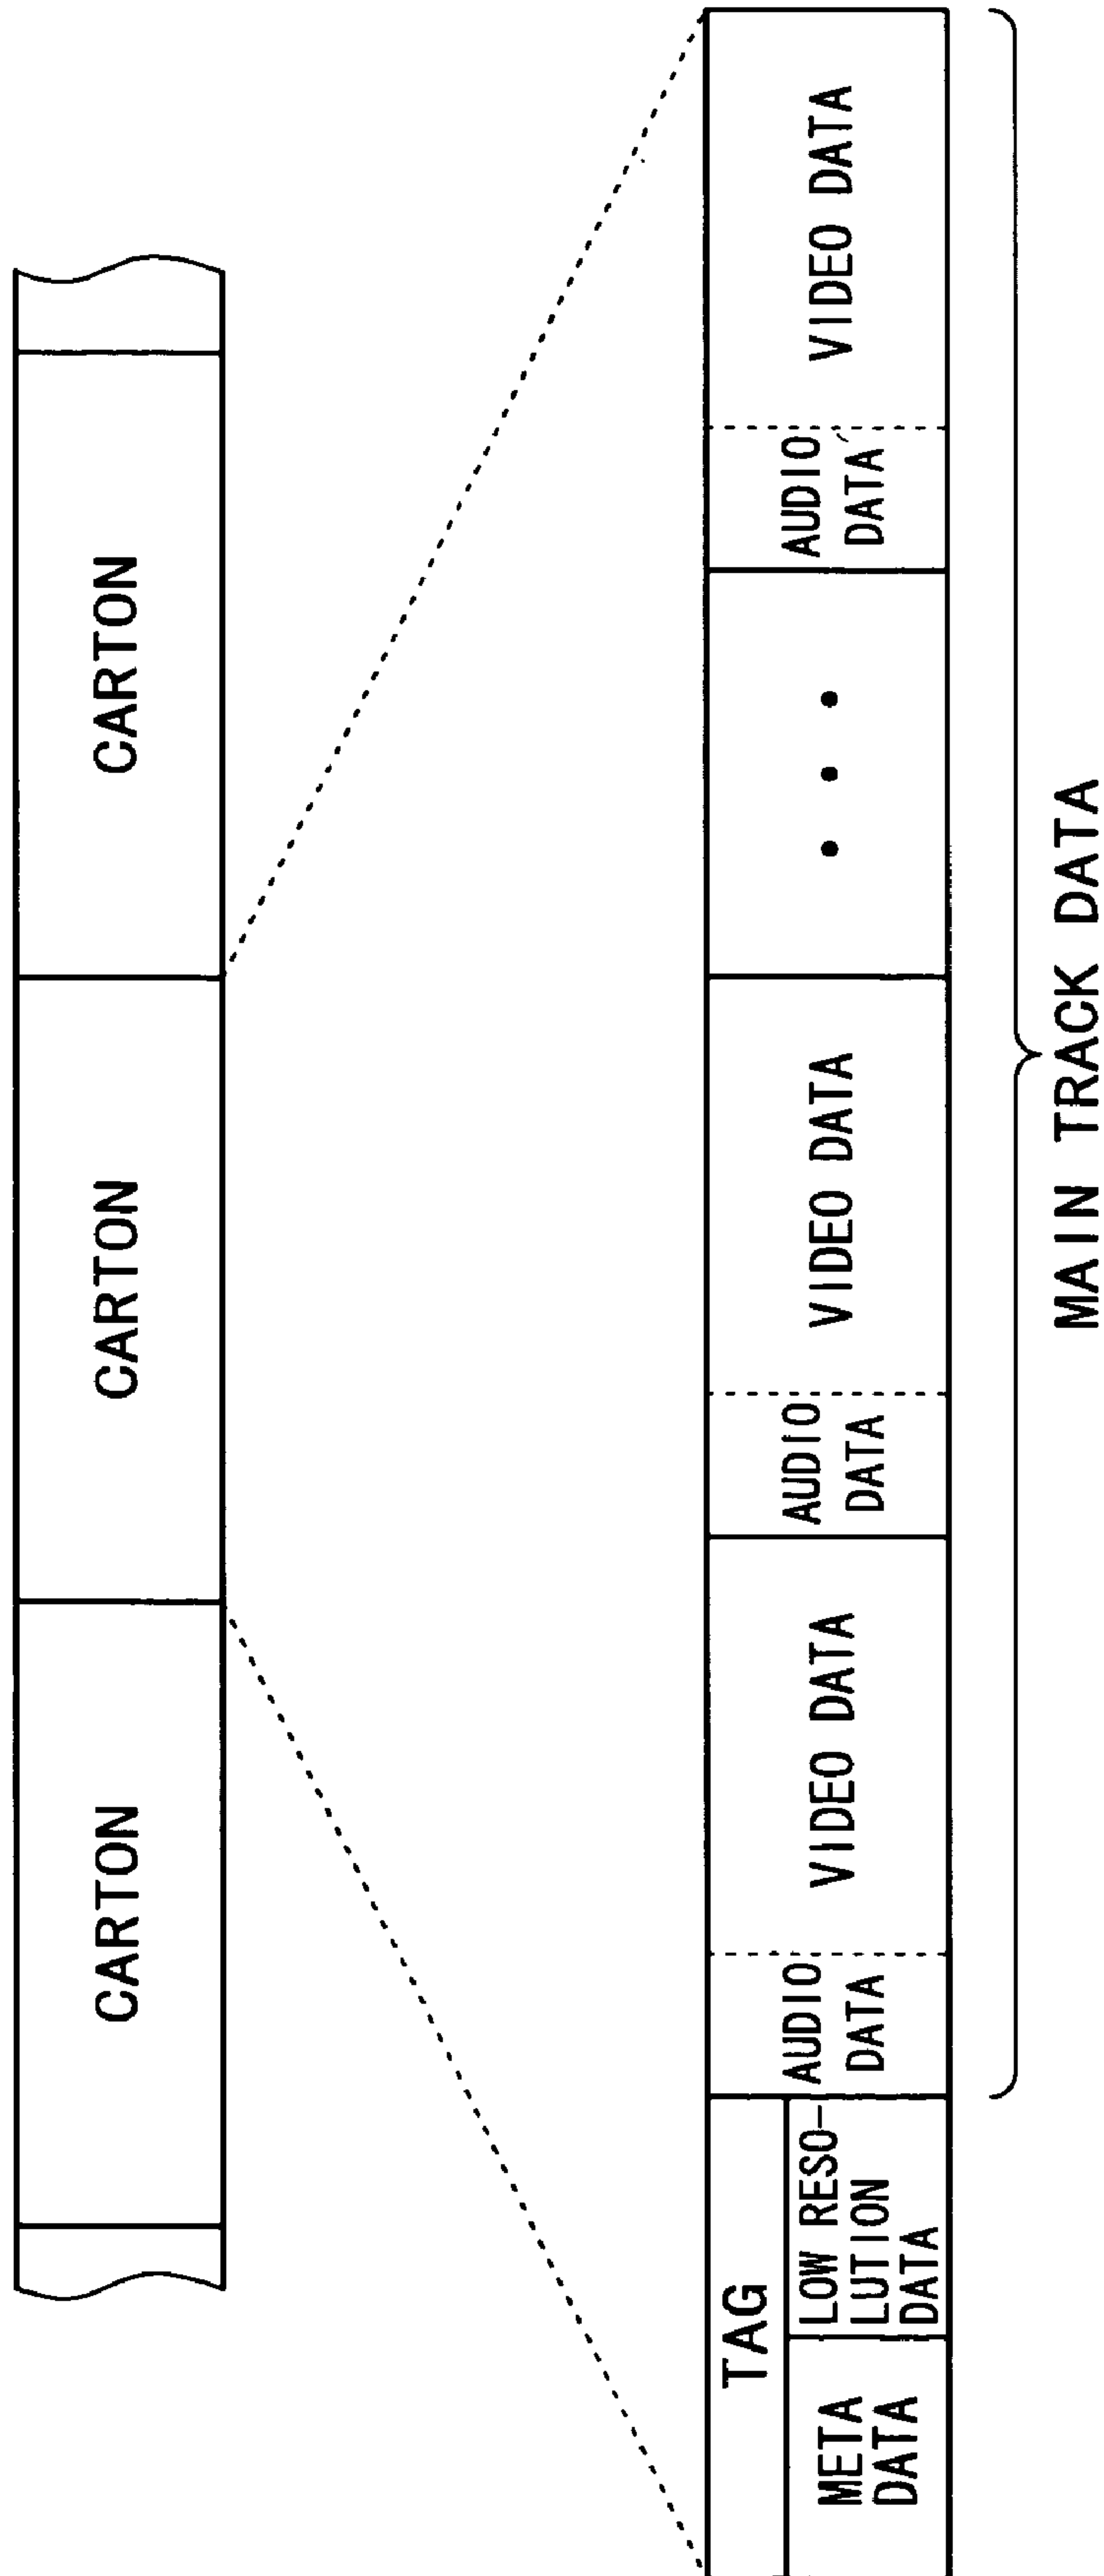 CARTON
CARTON
CARTON
TAG
META
DATA
LOW RESO-
LUTION
DATA
AUDIO
DATA
VIDEO DATA
AUDIO
DATA
VIDEO DATA
• • •
AUDIO
DATA
VIDEO DATA
MAIN TRACK DATA